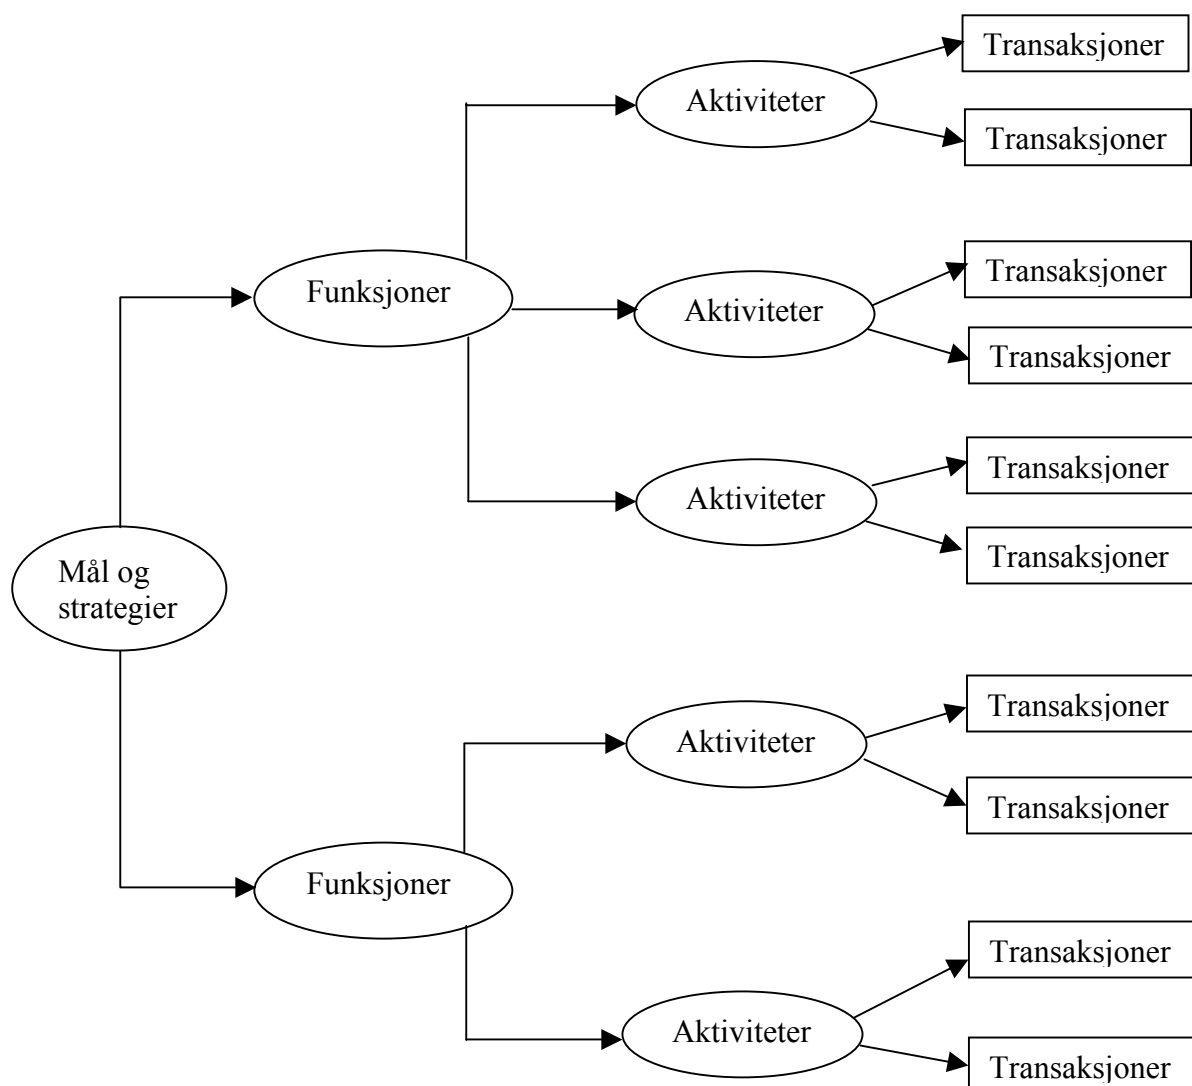 Transaksjoner
Aktiviteter
Transaksjoner
Transaksjoner
Funksjoner
Aktiviteter
Transaksjoner
Transaksjoner
Aktiviteter
Transaksjoner
Mål og
strategier
Transaksjoner
Aktiviteter
Transaksjoner
Funksjoner
Transaksjoner
Aktiviteter
Transaksjoner